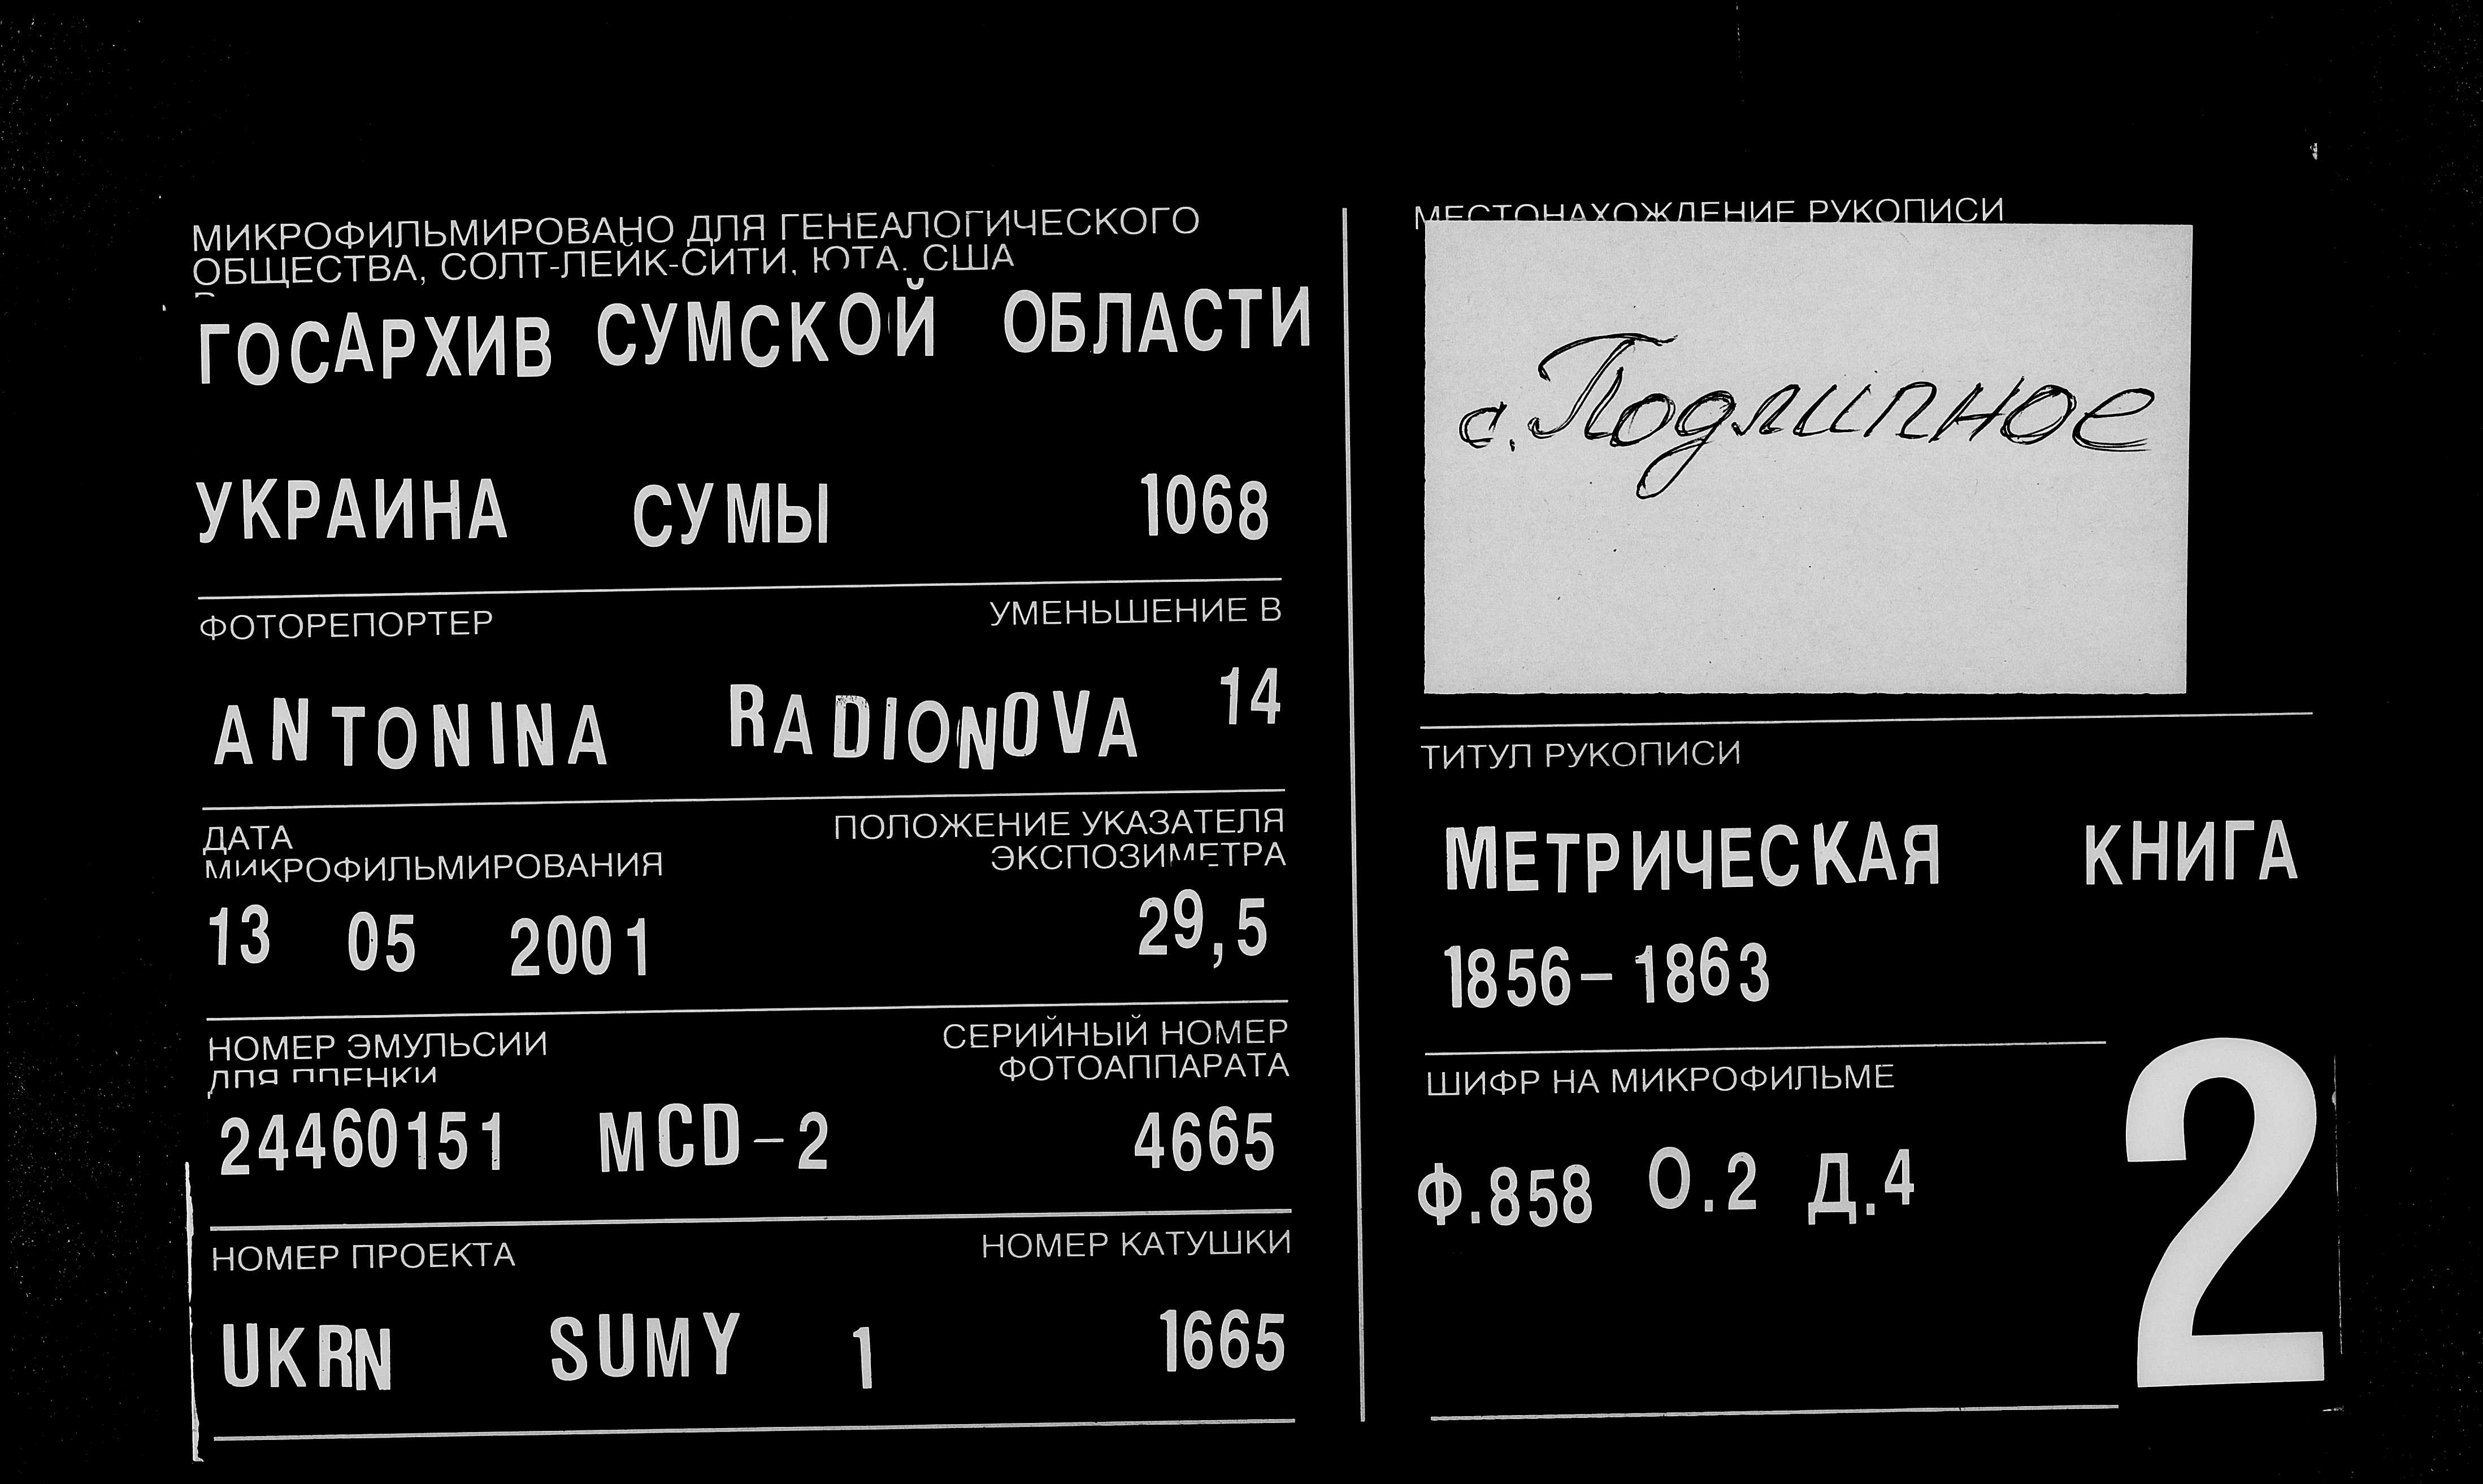 МИКРОФИЛЬМИРОВАНО ДЛЯ ГЕНЕАЛОГИЧЕСКОГО
ОБЩЕСТВА, СОЛТ-ЛЕЙК-СИТИ, ЮТА. США
ГОСАРХИВ СУМСКОЙ ОБЛАСТИ
УКРАИНА СУМЫ 1068
ФОТОРЕПОРТЕР УМЕНЬШЕНИЕ В
ANTONINA RADIONOVA 14
ДАТА
МИКРОФИЛЬМИРОВАНИЯ
ПОЛОЖЕНИЕ УКАЗАТЕЛЯ
ЭКСПОЗИМЕТРА
13 05 2001 29,5
НОМЕР ЭМУЛЬСИИ
ДЛЯ ПЛЕНКИ
СЕРИЙНЫЙ НОМЕР
ФОТОАППАРАТА
24460151 MCD-2 4665
НОМЕР ПРОЕКТА НОМЕР КАТУШКИ
UKRN SUMY 1 1665
МЕСТОНАХОЖДЕНИЕ РУКОПИСИ
с. Подлипное
ТИТУЛ РУКОПИСИ
МЕТРИЧЕСКАЯ КНИГА
1856-1863
ШИФР НА МИКРОФИЛЬМЕ
Ф.858 О.2 Д.4
2